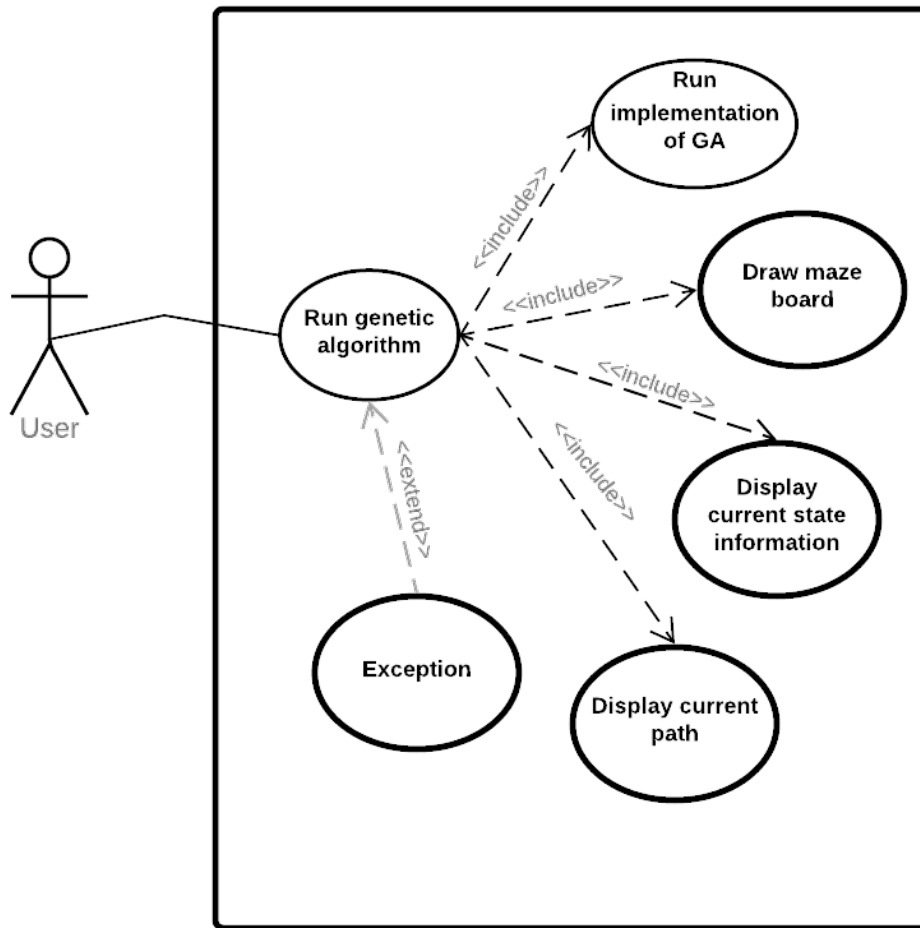 Run
implementation
of GA
<<include>>
Draw maze
board
<<include>>
Run genetic
algorithm
<<include>>
User
<<include>>
<<extend>>
Display
current state
information
Exception
Display current
path